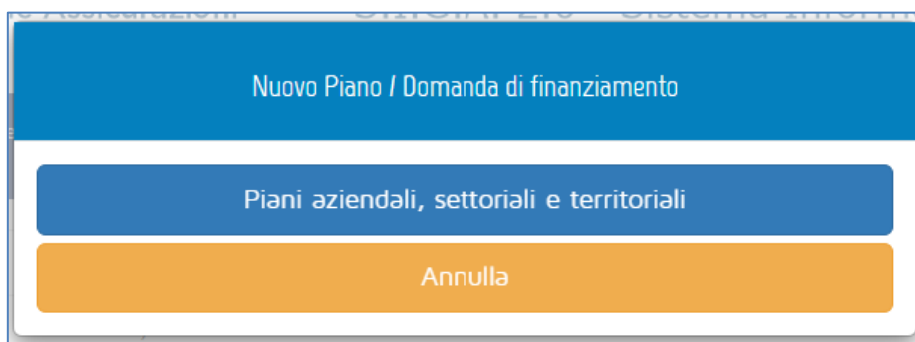 Nuovo Piano / Domanda di finanziamento
Piani aziendali, settoriali e territoriali
Annulla